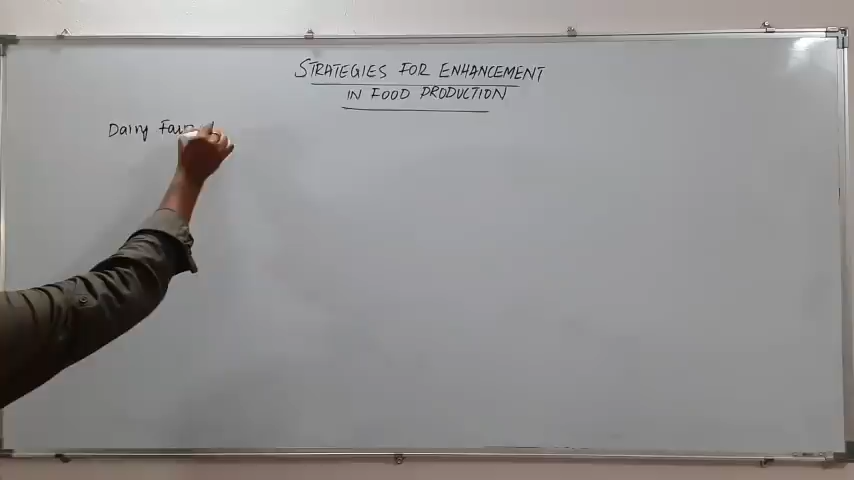 STRATEGIES FOR ENHANCEMENT
IN FOOD PRODUCTION
Dairy